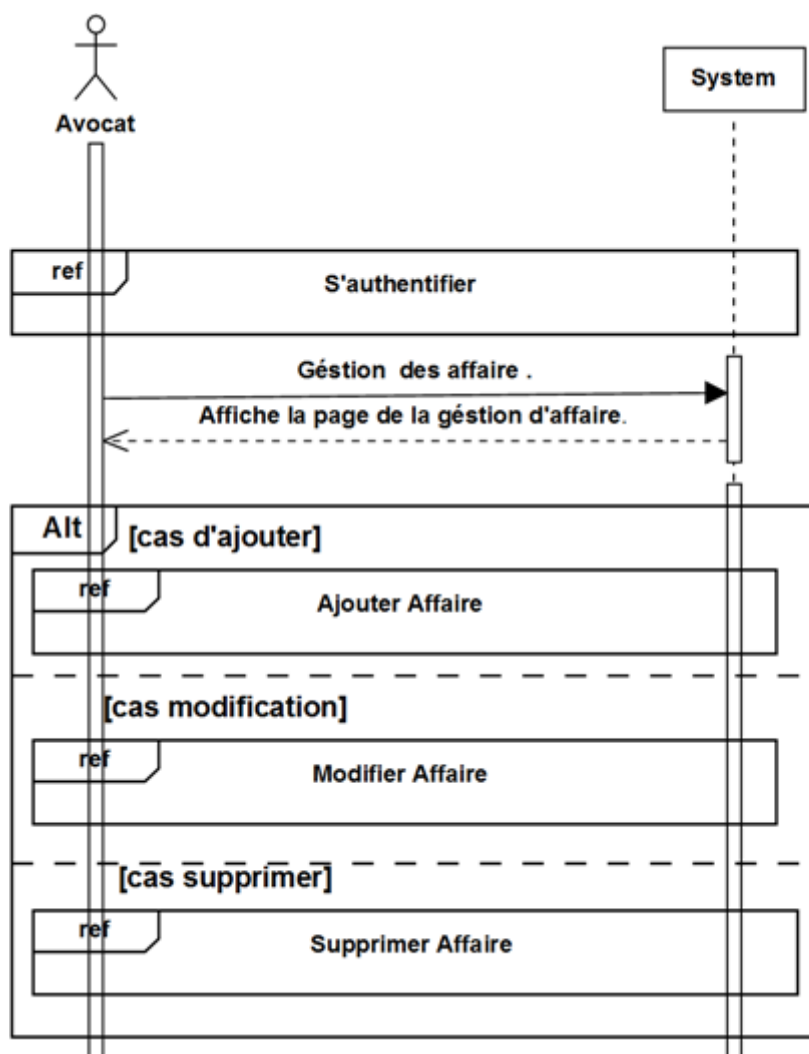 System
Avocat
ref
S'authentifier
Géstion des affaire .
Affiche la page de la géstion d'affaire.
Alt
[cas d'ajouter]
ref
Ajouter Affaire
[cas modification]
ref
Modifier Affaire
[cas supprimer]
ref
Supprimer Affaire